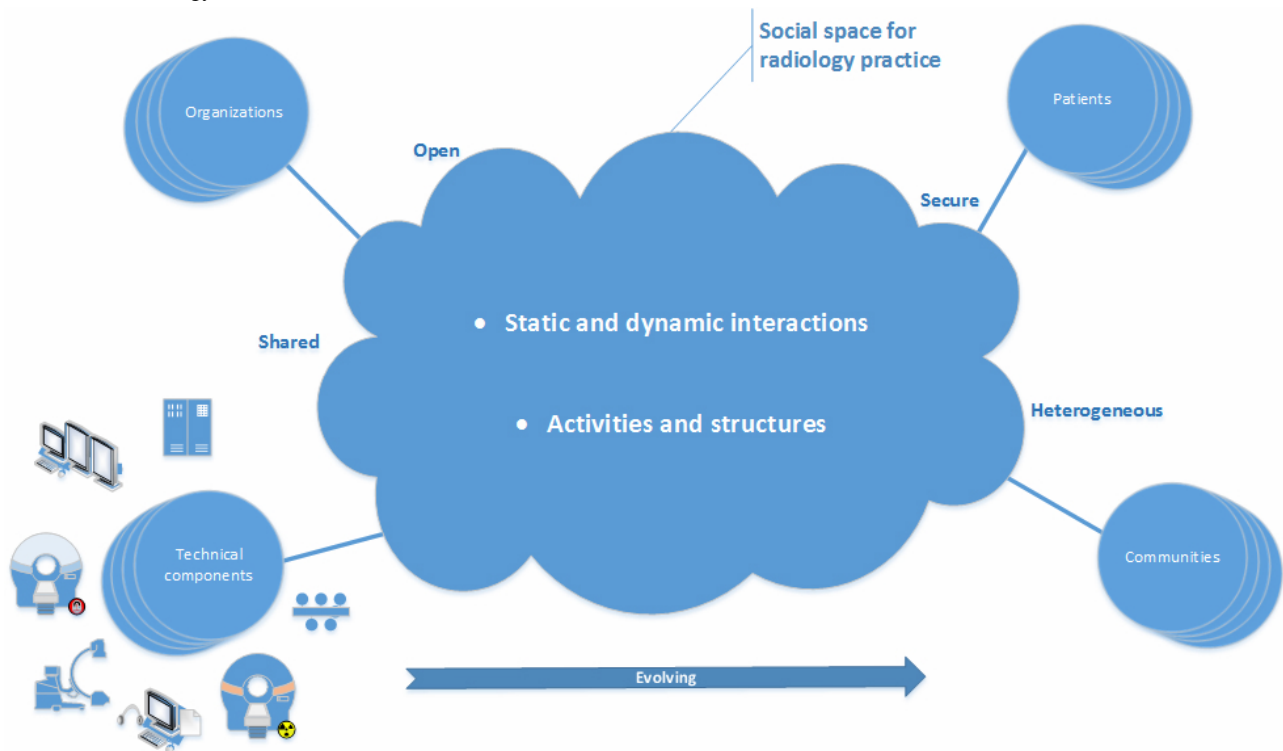 Social space for
radiology practice
Organizations
Patients
Open
Secure
• Static and dynamic interactions
Shared
• Activities and structures
Heterogeneous
Technical
components
Communities
Evolving